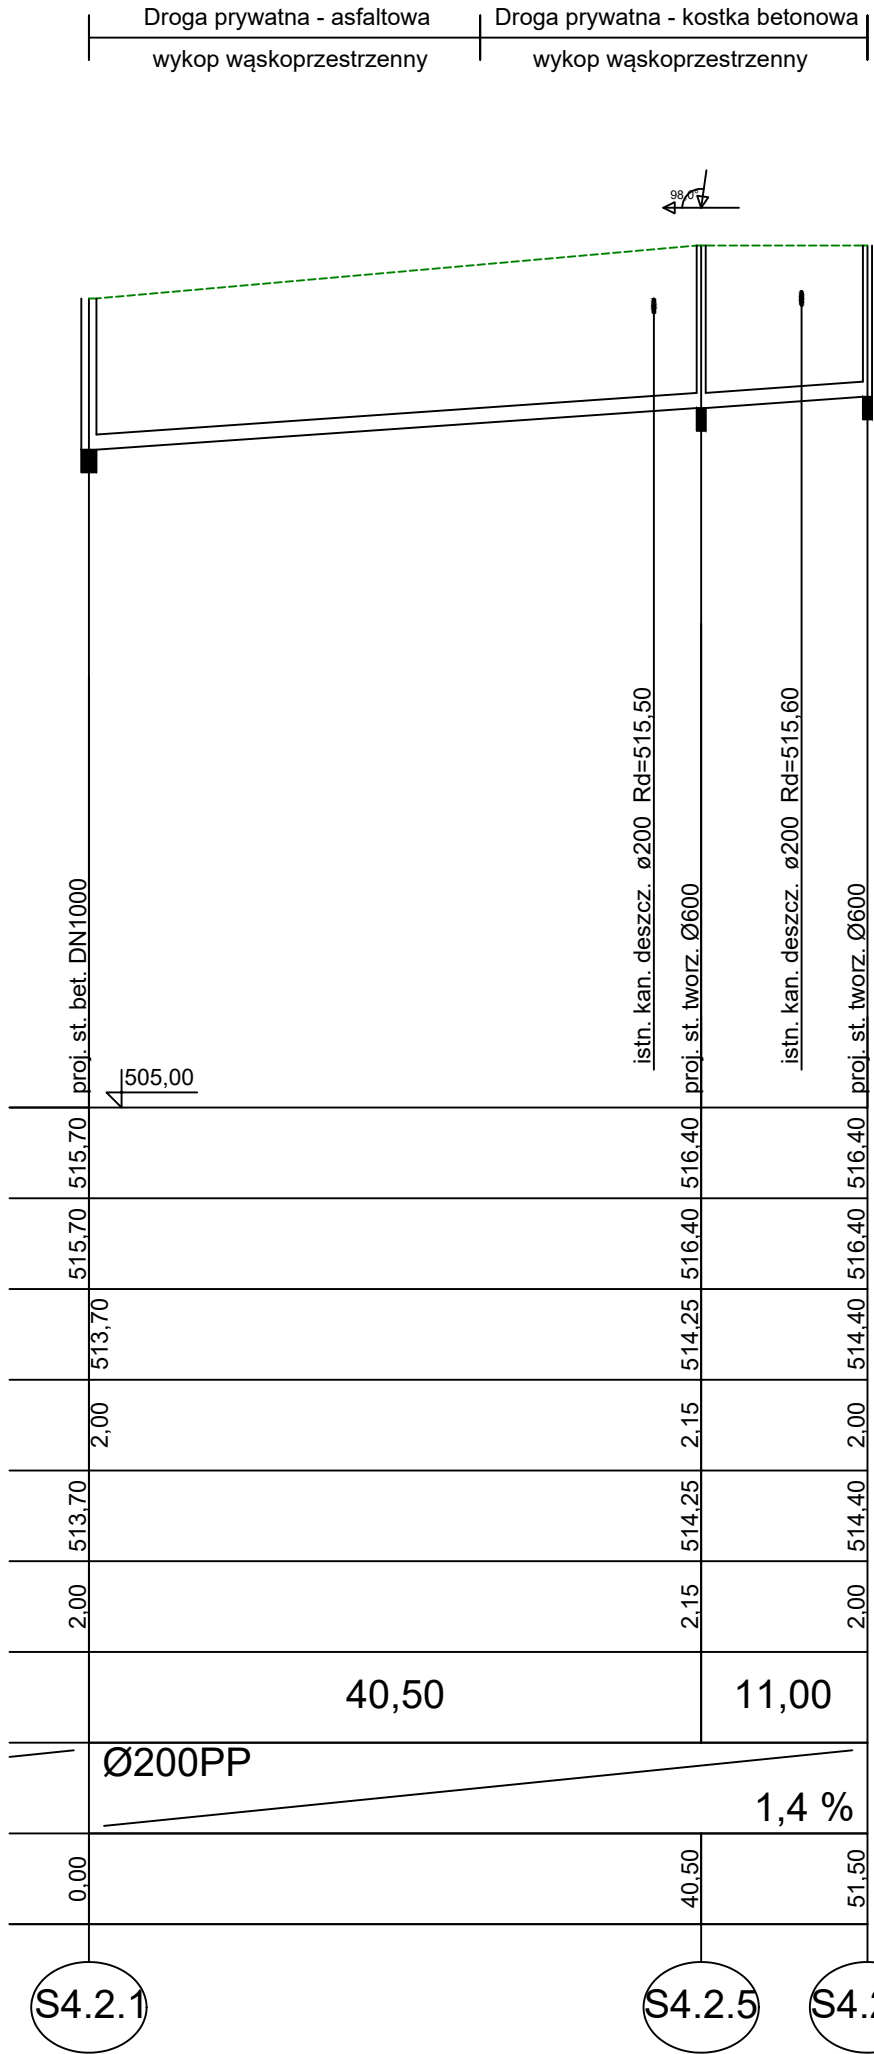 Droga prywatna - asfaltowa
Droga prywatna - kostka betonowa
wykop wąskoprzestrzenny
wykop wąskoprzestrzenny
98,0°
proj. st. bet. DN1000
istn. kan. deszcz. ø200 Rd=515,50
proj. st. tworz. Ø600
istn. kan. deszcz. ø200 Rd=515,60
proj. st. tworz. Ø600
505,00
515,70
516,40
516,40
515,70
516,40
516,40
513,70
514,25
514,40
2,00
2,15
2,00
513,70
514,25
514,40
2,00
2,15
2,00
40,50
11,00
Ø200PP
1,4 %
0,00
40,50
51,50
S4.2.1
S4.2.5